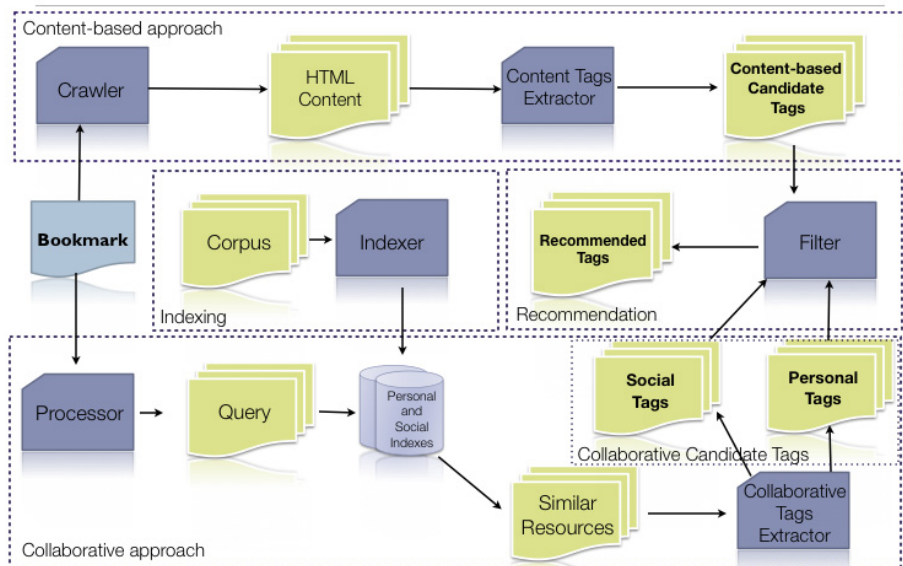 Content-based approach
Crawler
HTML
Content
Content Tags
Extractor
Content-based
Candidate
Tags
Bookmark
Corpus
Indexer
Indexing
Recommended
Tags
Filter
Recommendation
Processor
Query
Personal
and
Social
Indexes
Social
Tags
Personal
Tags
Collaborative Candidate Tags
Similar
Resources
Collaborative
Tags
Extractor
Collaborative approach